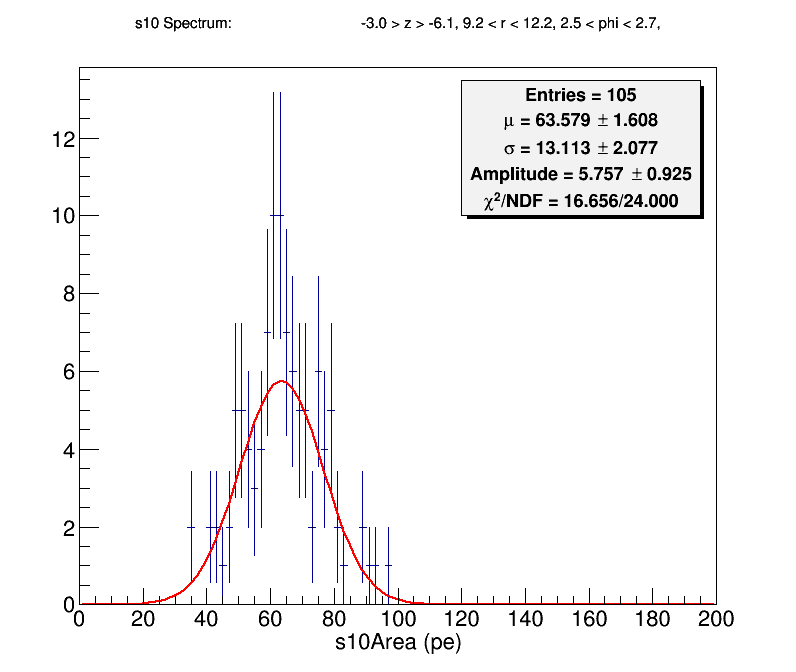 s10 Spectrum: -3.0 > z > -6.1, 9.2 < r < 12.2, 2.5 < phi < 2.7,
Entries = 105
μ = 63.579 ± 1.608
σ = 13.113 ± 2.077
Amplitude = 5.757 ± 0.925
χ²/NDF = 16.656/24.000
12
10
8
6
4
2
0
0 20 40 60 80 100 120 140 160 180 200
s10Area (pe)